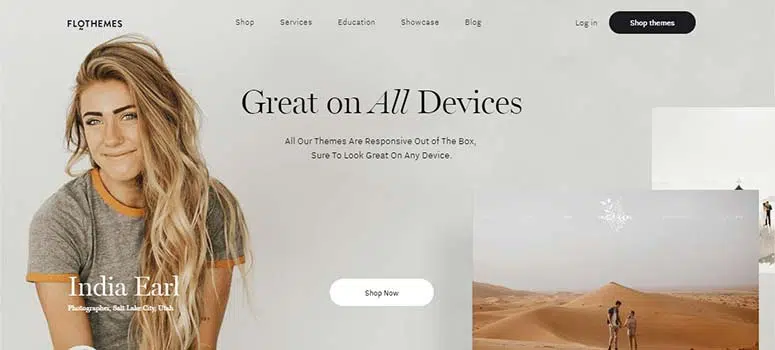 FLOTHEMES
Shop Services Education Showcase Blog
Log in
Shop themes
Great on All Devices
All Our Themes Are Responsive Out of The Box,
Sure To Look Great On Any Device.
India Earl
Photographer, Salt Lake City, Utah
Shop Now